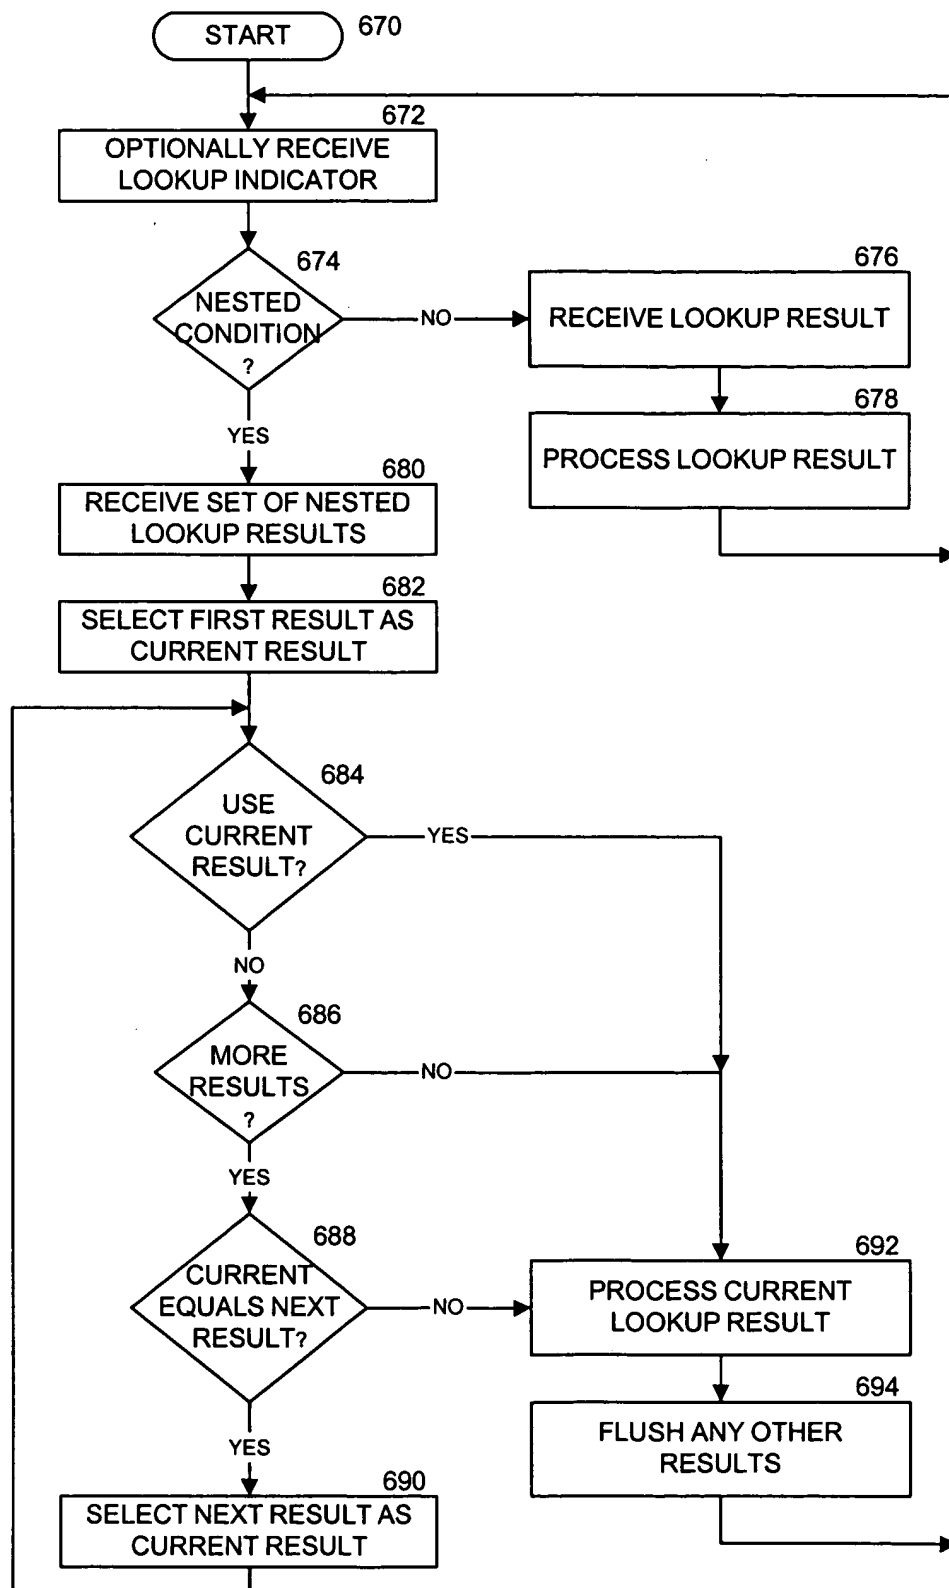 START
670
672
OPTIONALLY RECEIVE
LOOKUP INDICATOR
674
NESTED
CONDITION
?
NO
676
RECEIVE LOOKUP RESULT
678
PROCESS LOOKUP RESULT
YES
680
RECEIVE SET OF NESTED
LOOKUP RESULTS
682
SELECT FIRST RESULT AS
CURRENT RESULT
684
USE
CURRENT
RESULT?
YES
NO
686
MORE
RESULTS
?
NO
YES
688
CURRENT
EQUALS NEXT
RESULT?
NO
692
PROCESS CURRENT
LOOKUP RESULT
694
FLUSH ANY OTHER
RESULTS
YES
690
SELECT NEXT RESULT AS
CURRENT RESULT